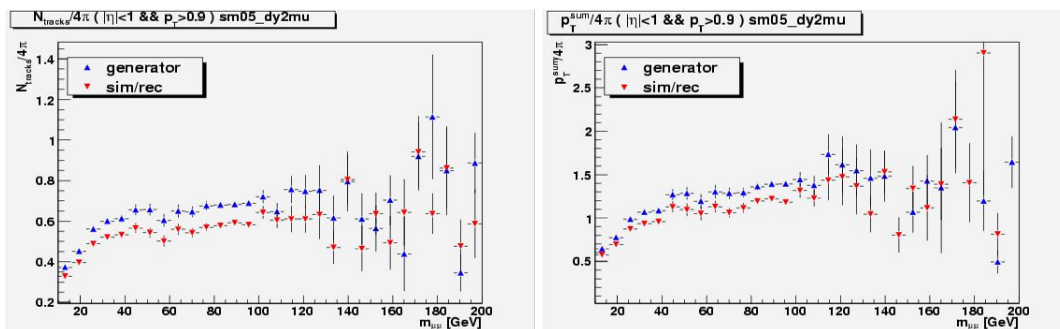 N_tracks/4π ( |η|<1 && p_T>0.9 ) sm05_dy2mu
N_tracks/4π
1.4
1.2
1
0.8
0.6
0.4
0.2
generator
sim/rec
20 40 60 80 100 120 140 160 180 200
m_μμ [GeV]
p_T^sum/4π ( |η|<1 && p_T>0.9 ) sm05_dy2mu
p_T^sum/4π
3
2.5
2
1.5
1
0.5
0
generator
sim/rec
20 40 60 80 100 120 140 160 180 200
m_μμ [GeV]